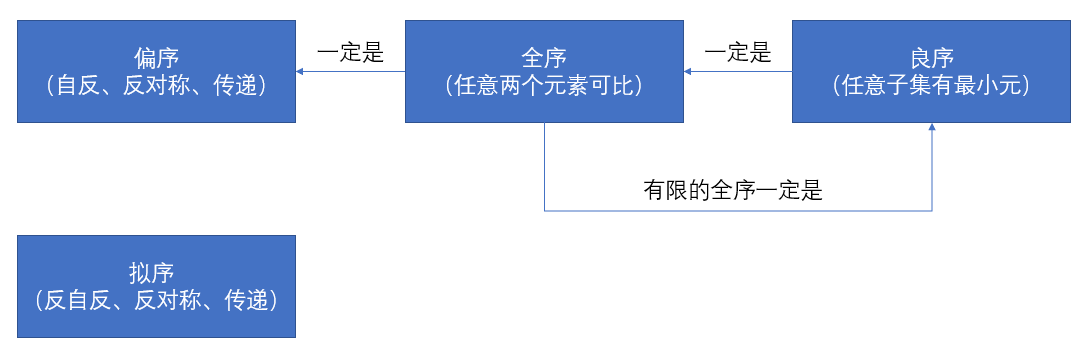 偏序
（自反、反对称、传递）
一定是
全序
（任意两个元素可比）
一定是
良序
（任意子集有最小元）
有限的全序一定是
拟序
（反自反、反对称、传递）